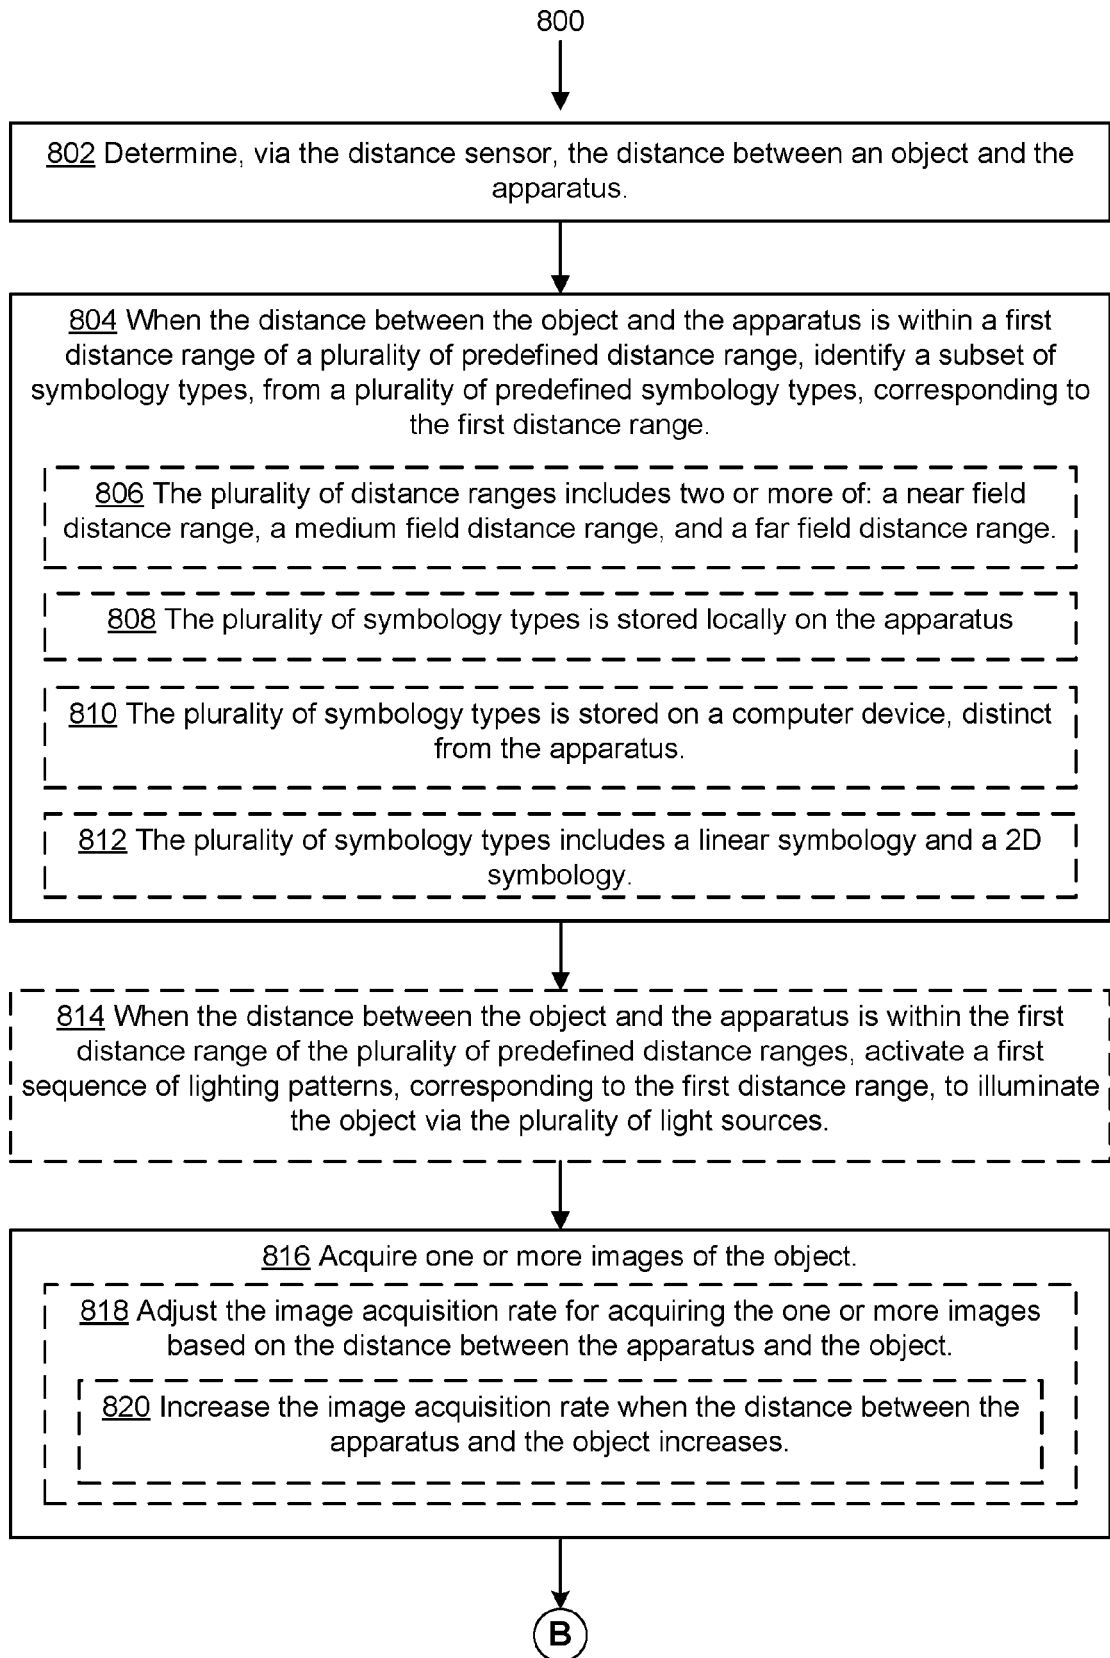 800
802 Determine, via the distance sensor, the distance between an object and the
apparatus.
804 When the distance between the object and the apparatus is within a first
distance range of a plurality of predefined distance range, identify a subset of
symbology types, from a plurality of predefined symbology types, corresponding to
the first distance range.
806 The plurality of distance ranges includes two or more of: a near field
distance range, a medium field distance range, and a far field distance range.
808 The plurality of symbology types is stored locally on the apparatus
810 The plurality of symbology types is stored on a computer device, distinct
from the apparatus.
812 The plurality of symbology types includes a linear symbology and a 2D
symbology.
814 When the distance between the object and the apparatus is within the first
distance range of the plurality of predefined distance ranges, activate a first
sequence of lighting patterns, corresponding to the first distance range, to illuminate
the object via the plurality of light sources.
816 Acquire one or more images of the object.
818 Adjust the image acquisition rate for acquiring the one or more images
based on the distance between the apparatus and the object.
820 Increase the image acquisition rate when the distance between the
apparatus and the object increases.
B